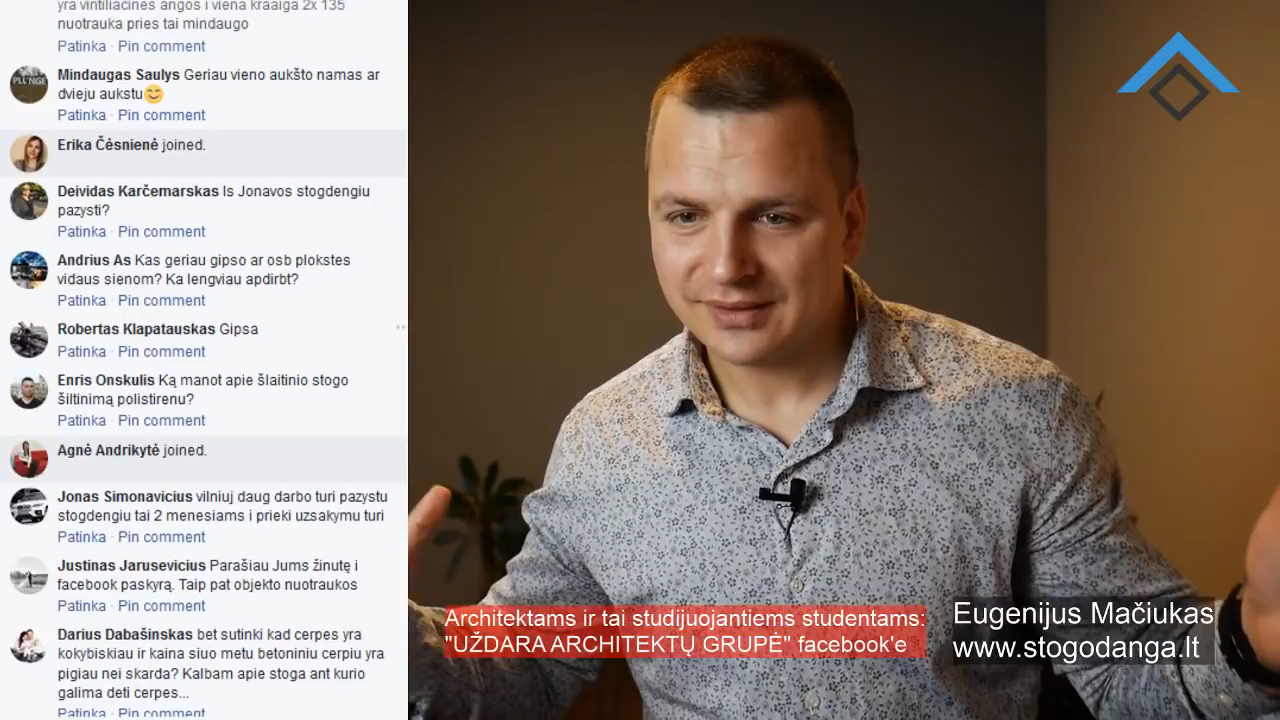 yra vintiliacines angos i viena kraaiga 2x 135
nuotrauka pries tai mindaugo
Patinka · Pin comment
Mindaugas Saulys Geriau vieno aukšto namas ar
dvieju aukstu😊
Patinka · Pin comment
Erika Čėsnienė joined.
Deividas Karčemarskas Is Jonavos stogdengiu
pazysti?
Patinka · Pin comment
Andrius As Kas geriau gipso ar osb plokstes
vidaus sienom? Ka lengviau apdirbt?
Patinka · Pin comment
Robertas Klapatauskas Gipsa
Patinka · Pin comment
Enris Onskulis Ką manot apie šlaitinio stogo
šiltinimą polistirenu?
Patinka · Pin comment
Agnė Andrikytė joined.
Jonas Simonavicius vilniuj daug darbo turi pazystu
stogdengiu tai 2 menesiams i prieki uzsakymu turi
Patinka · Pin comment
Justinas Jarusevicius Parašiau Jums žinutę i
facebook paskyrą. Taip pat objekto nuotraukos
Patinka · Pin comment
Darius Dabašinskas bet sutinki kad cerpes yra
kokybiškiau ir kaina siuo metu betoniniu cerpiu yra
pigiau nei skarda? Kalbam apie stoga ant kurio
galima deti cerpes...
Patinka · Pin comment
PLUNGĖ
Architektams ir tai studijuojantiems studentams:
"UŽDARA ARCHITEKTŲ GRUPĖ" facebook'e
Eugenijus Mačiukas
www.stogodanga.lt